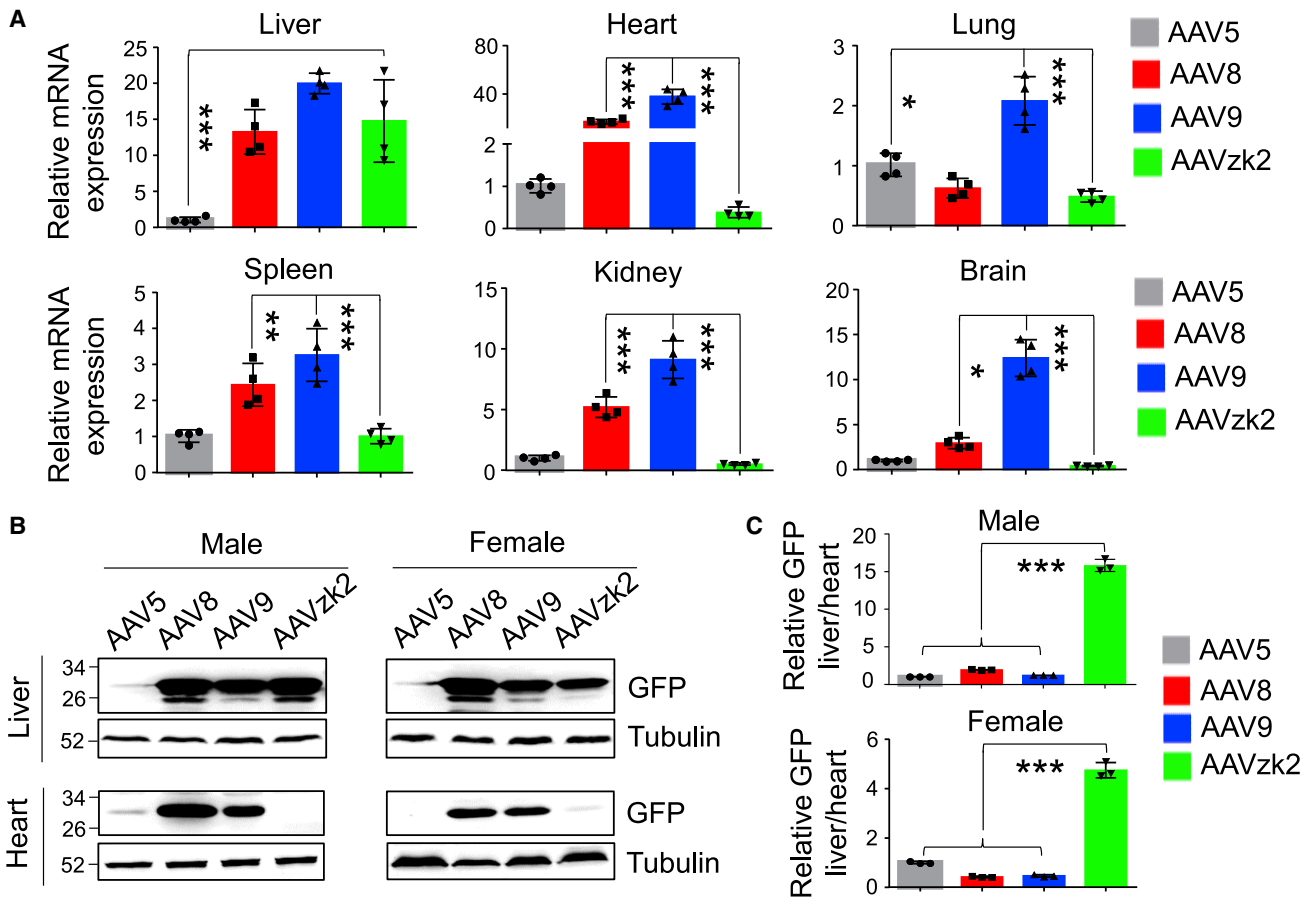 A
Liver
Heart
Lung
Relative mRNA
expression
25
20
15
10
5
0
***
80
40
2
1
0
***
***
3
2
1
0
*
***
AAV5
AAV8
AAV9
AAVzk2
Spleen
Kidney
Brain
Relative mRNA
expression
5
4
3
2
1
0
**
***
15
10
5
0
***
***
20
15
10
5
0
*
***
AAV5
AAV8
AAV9
AAVzk2
B
Male
Female
AAV5 AAV8 AAV9 AAVzk2
AAV5 AAV8 AAV9 AAVzk2
Liver
34
26
GFP
52
Tubulin
Heart
34
26
GFP
52
Tubulin
C
Male
Relative GFP
liver/heart
20
15
10
5
0
***
Female
Relative GFP
liver/heart
6
4
2
0
***
AAV5
AAV8
AAV9
AAVzk2